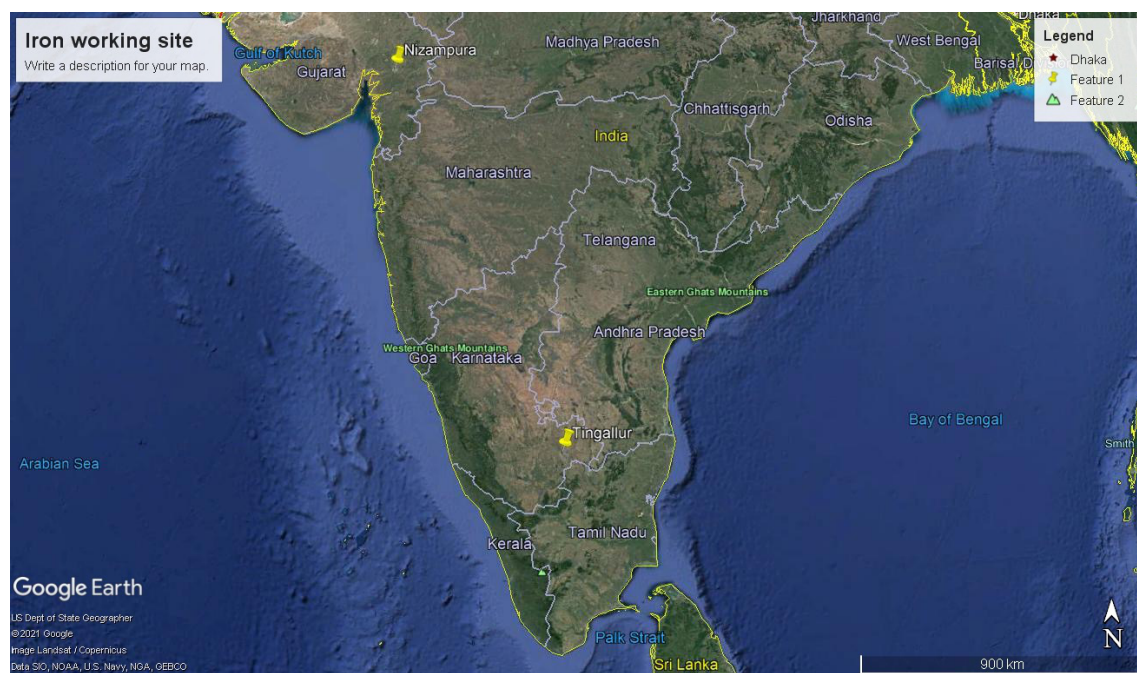 Iron working site
Write a description for your map.
Legend
Dhaka
Feature 1
Feature 2
Jharkhand
Dhaka
Nizampura
Madhya Pradesh
West Bengal
Gulf of Kutch
Barisal D
Gujarat
Chhattisgarh
Odisha
India
Maharashtra
Telangana
Eastern Ghats Mountains
Andhra Pradesh
Western Ghats Mountains
Goa
Karnataka
Bay of Bengal
Tingallur
Smith
Arabian Sea
Tamil Nadu
Kerala
Google Earth
US Dept of State Geographer
©2021 Google
Image Landsat / Copernicus
Data SIO, NOAA, U.S. Navy, NGA, GEBCO
Palk Strait
Sri Lanka
N
900 km